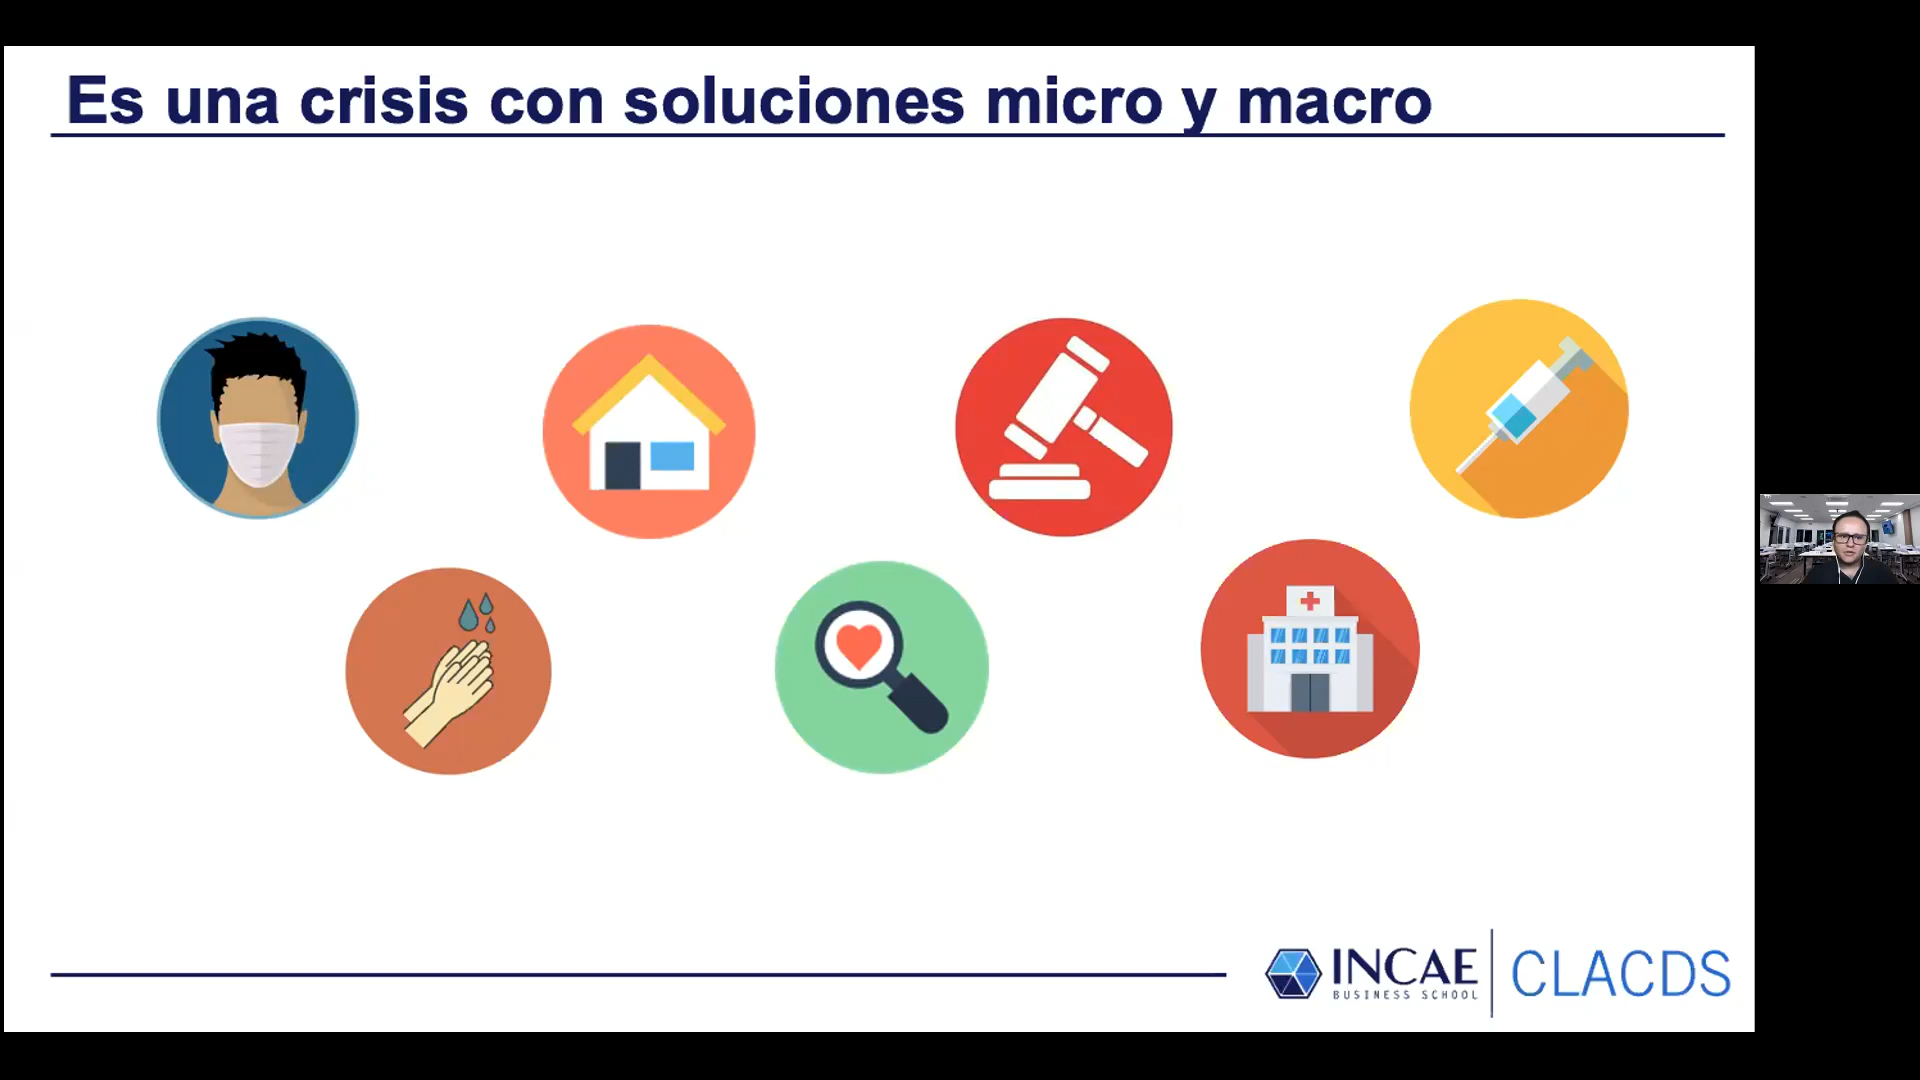 Es una crisis con soluciones micro y macro
INCAE
BUSINESS SCHOOL
CLACDS